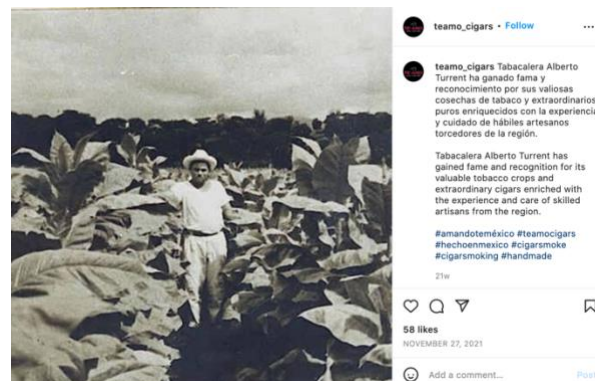 teamo_cigars • Follow
teamo_cigars Tabacalera Alberto
Turrent ha ganado fama y
reconocimiento por sus valiosas
cosechas de tabaco y extraordinarios
puros enriquecidos con la experiencia
y cuidado de hábiles artesanos
torcedores de la región.
Tabacalera Alberto Turrent has
gained fame and recognition for its
valuable tobacco crops and
extraordinary cigars enriched with
the experience and care of skilled
artisans from the region.
#amandoteméxico #teamocigars
#hechoenmexico #cigarsmoke
#cigarsmoking #handmade
21w
58 likes
NOVEMBER 27, 2021
Add a comment...
Post